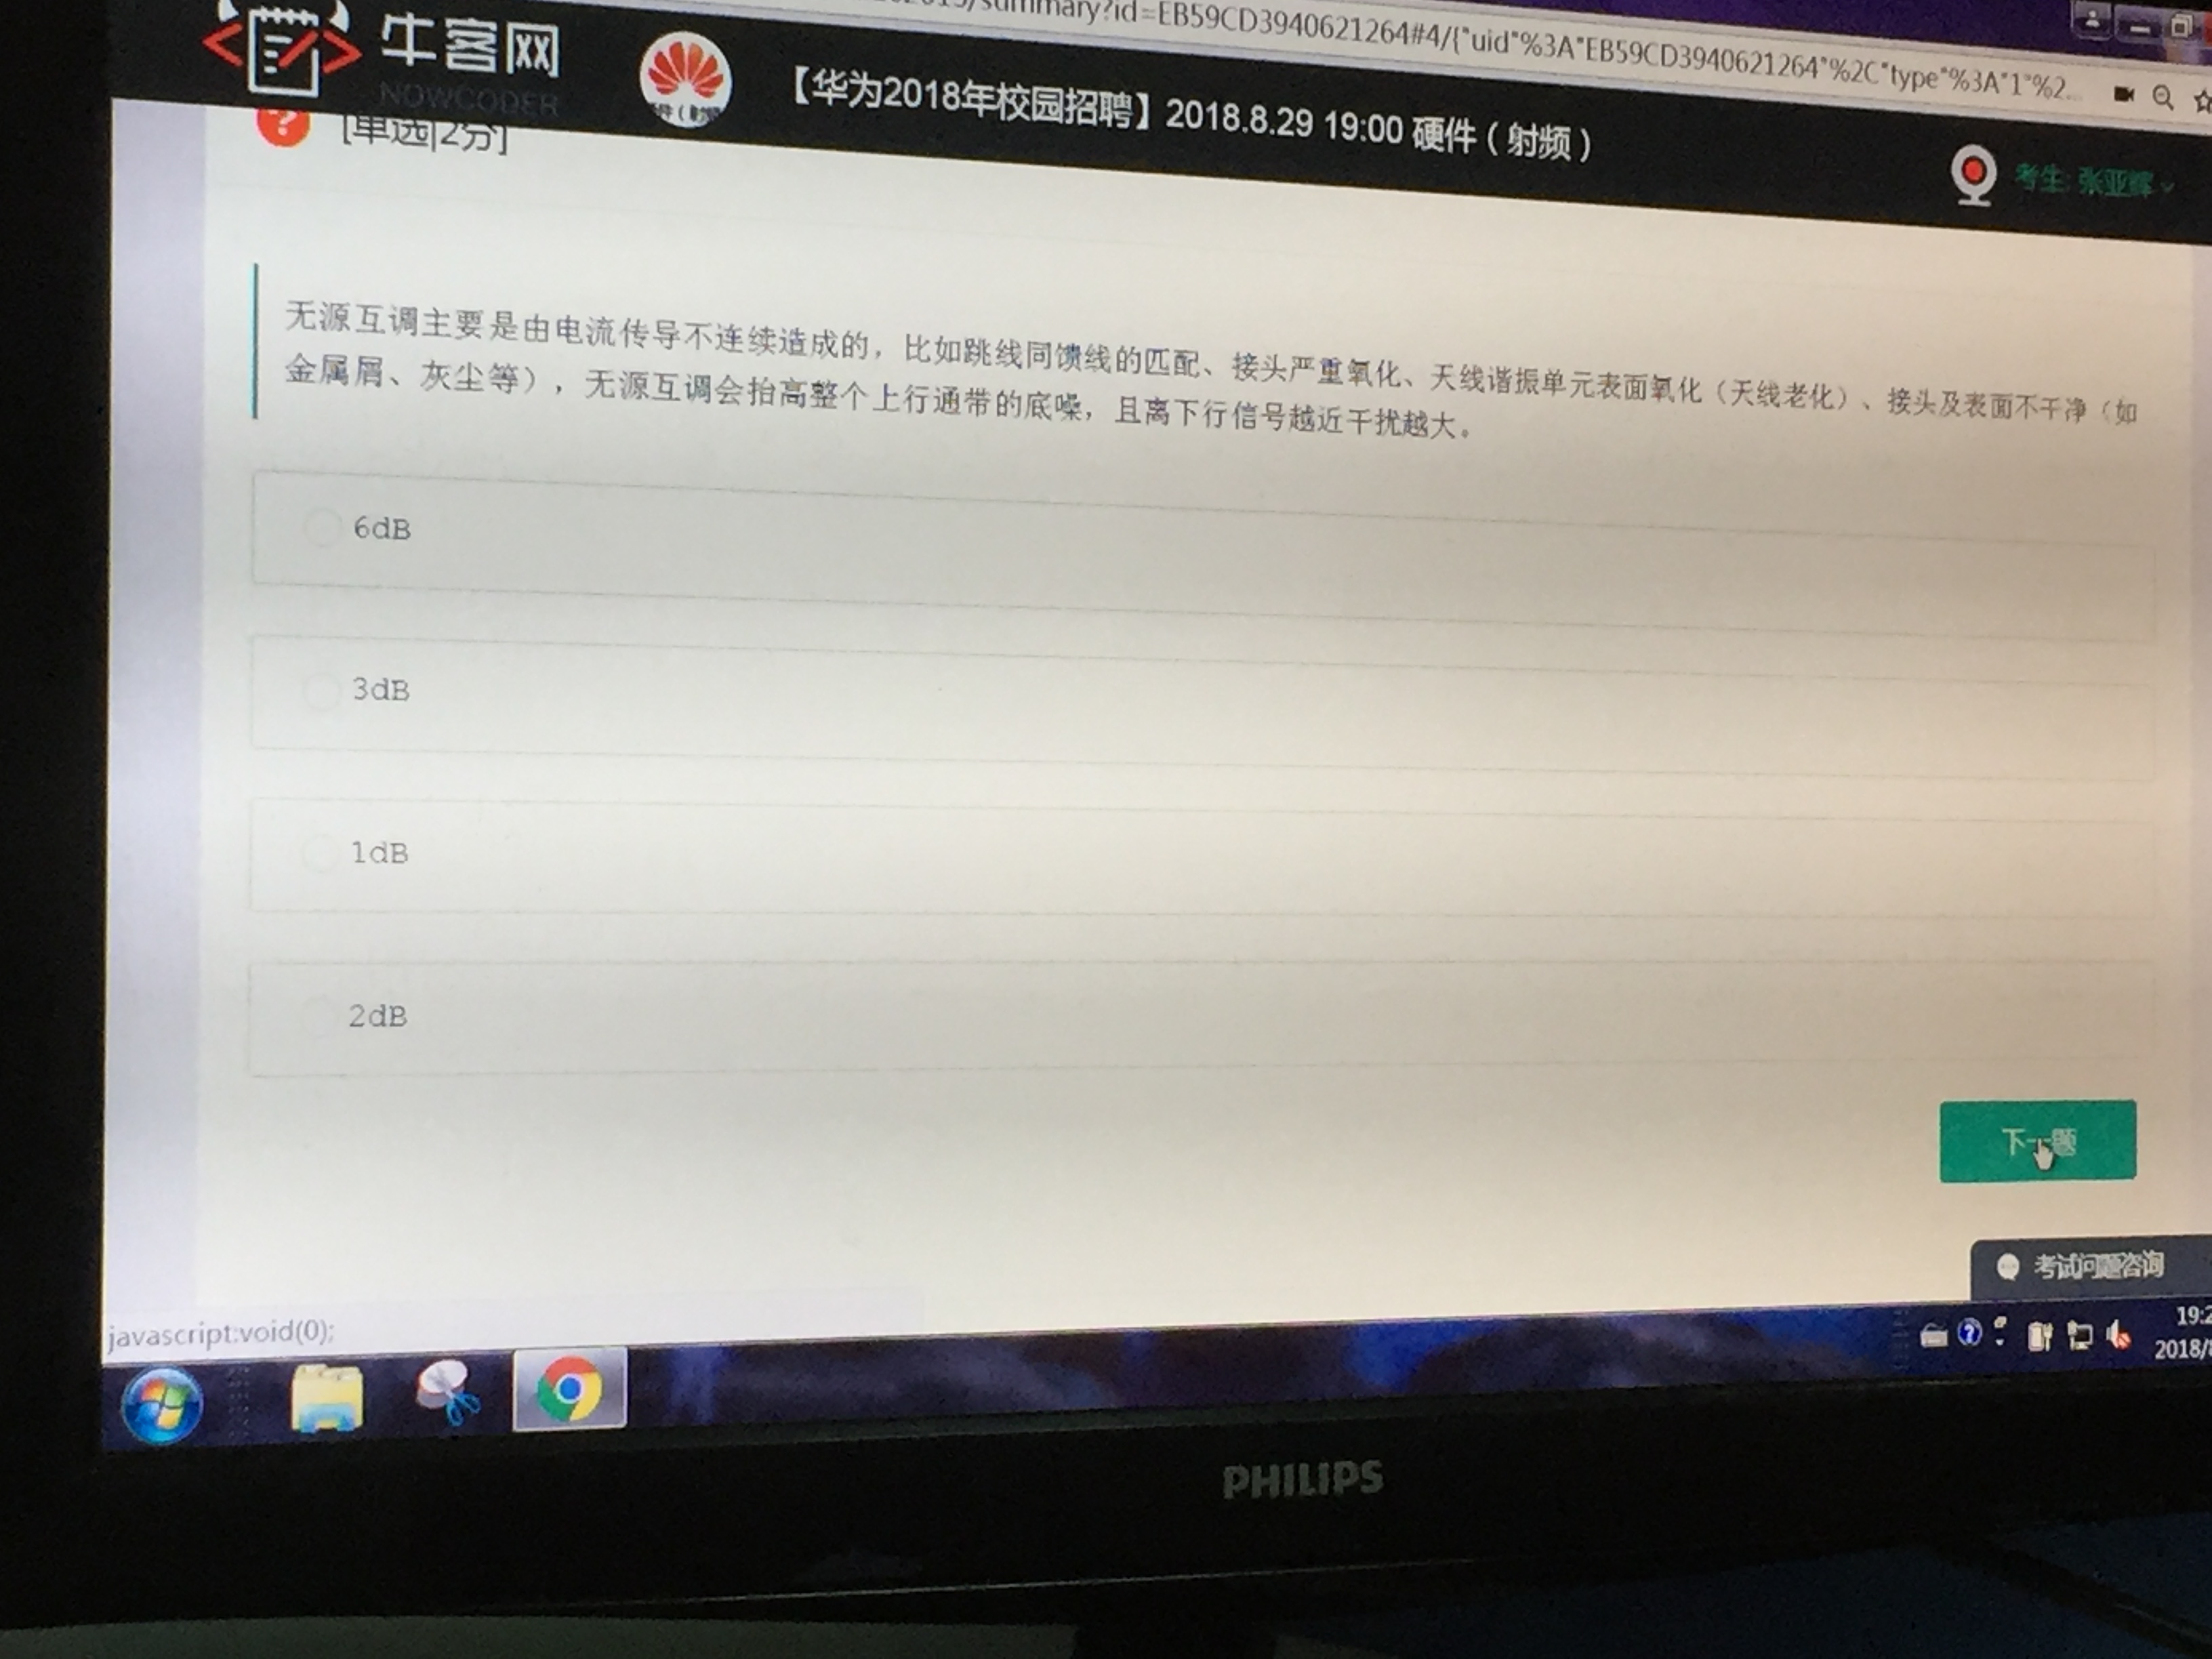 summary?id=EB59CD3940621264#4/{"uid"%3A"EB59CD3940621264"%2C"type"%3A"1"%2...
牛客网
NOWCODER
【华为2018年校园招聘】2018.8.29 19:00 硬件（射频）
考生: 张亚辉
[单选|2分]
无源互调主要是由电流传导不连续造成的，比如跳线同馈线的匹配、接头严重氧化、天线谐振单元表面氧化（天线老化）、接头及表面不干净（如
金属屑、灰尘等），无源互调会抬高整个上行通带的底噪，且离下行信号越近干扰越大。
6dB
3dB
1dB
2dB
下一题
考试问题咨询
javascript:void(0);
19:2
2018/
PHILIPS